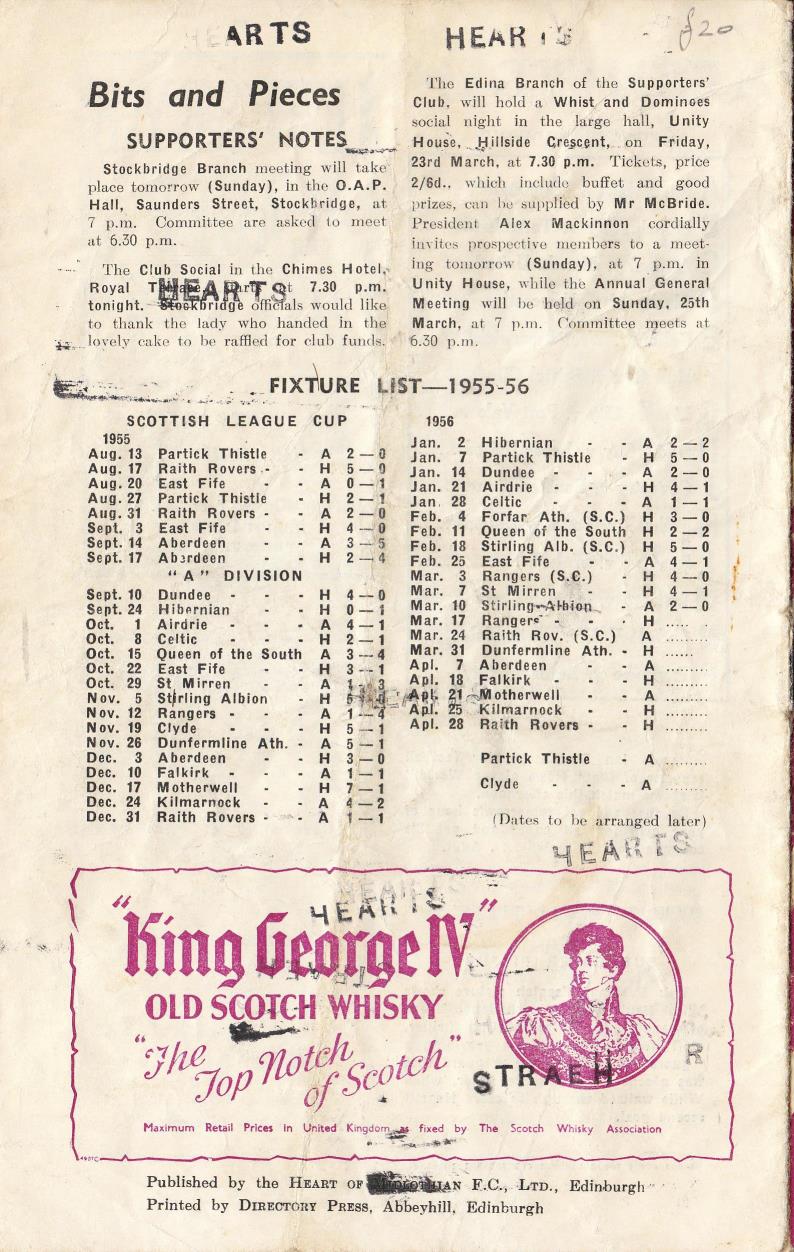 ARTS
HEARTS
£20
Bits and Pieces
SUPPORTERS' NOTES
Stockbridge Branch meeting will take
place tomorrow (Sunday), in the O.A.P.
Hall, Saunders Street, Stockbridge, at
7 p.m. Committee are asked to meet
at 6.30 p.m.
The Club Social in the Chimes Hotel,
Royal at 7.30 p.m.
HEARTS
tonight. Stockbridge officials would like
to thank the lady who handed in the
lovely cake to be raffled for club funds.
The Edina Branch of the Supporters'
Club, will hold a Whist and Dominoes
social night in the large hall, Unity
House, Hillside Crescent, on Friday,
23rd March, at 7.30 p.m. Tickets, price
2/6d., which include buffet and good
prizes, can be supplied by Mr McBride.
President Alex Mackinnon cordially
invites prospective members to a meet-
ing tomorrow (Sunday), at 7 p.m. in
Unity House, while the Annual General
Meeting will be held on Sunday, 25th
March, at 7 p.m. Committee meets at
6.30 p.m.
FIXTURE LIST—1955-56
SCOTTISH LEAGUE CUP
1955
Aug. 13 Partick Thistle - A 2—0
Aug. 17 Raith Rovers - - H 5—0
Aug. 20 East Fife - - A 0—1
Aug. 27 Partick Thistle - H 2—1
Aug. 31 Raith Rovers - - A 2—0
Sept. 3 East Fife - - H 4—0
Sept. 14 Aberdeen - - A 3—5
Sept. 17 Aberdeen - - H 2—4
"A" DIVISION
Sept. 10 Dundee - - - H 4—0
Sept. 24 Hibernian - - H 0—1
Oct. 1 Airdrie - - - A 4—1
Oct. 8 Celtic - - - H 2—1
Oct. 15 Queen of the South A 3—4
Oct. 22 East Fife - - H 3—1
Oct. 29 St Mirren - - A 1—3
Nov. 5 Stirling Albion - H 5—0
Nov. 12 Rangers - - - A 1—4
Nov. 19 Clyde - - - H 5—1
Nov. 26 Dunfermline Ath. - A 5—1
Dec. 3 Aberdeen - - H 3—0
Dec. 10 Falkirk - - - A 1—1
Dec. 17 Motherwell - - H 7—1
Dec. 24 Kilmarnock - - A 4—2
Dec. 31 Raith Rovers - - A 1—1
1956
Jan. 2 Hibernian - - A 2—2
Jan. 7 Partick Thistle - H 5—0
Jan. 14 Dundee - - - A 2—0
Jan. 21 Airdrie - - - H 4—1
Jan. 28 Celtic - - - A 1—1
Feb. 4 Forfar Ath. (S.C.) H 3—0
Feb. 11 Queen of the South H 2—2
Feb. 18 Stirling Alb. (S.C.) H 5—0
Feb. 25 East Fife - - A 4—1
Mar. 3 Rangers (S.C.) - H 4—0
Mar. 7 St Mirren - - H 4—1
Mar. 10 Stirling Albion - A 2—0
Mar. 17 Rangers - - H ......
Mar. 24 Raith Rov. (S.C.) A ........
Mar. 31 Dunfermline Ath. - H ......
Apl. 7 Aberdeen - - A ........
Apl. 18 Falkirk - - - H ........
Apl. 21 Motherwell - - A ........
Apl. 25 Kilmarnock - - H ........
Apl. 28 Raith Rovers - - H ........
Partick Thistle - A ........
Clyde - - - A ........
(Dates to be arranged later)
HEARTS
HEARTS
HEARTS
"King George IV"
OLD SCOTCH WHISKY
"The
Top Notch
of Scotch"
STRAEH
R
Maximum Retail Prices in United Kingdom as fixed by The Scotch Whisky Association
Published by the HEART OF MIDLOTHIAN F.C., LTD., Edinburgh
Printed by DIRECTORY PRESS, Abbeyhill, Edinburgh